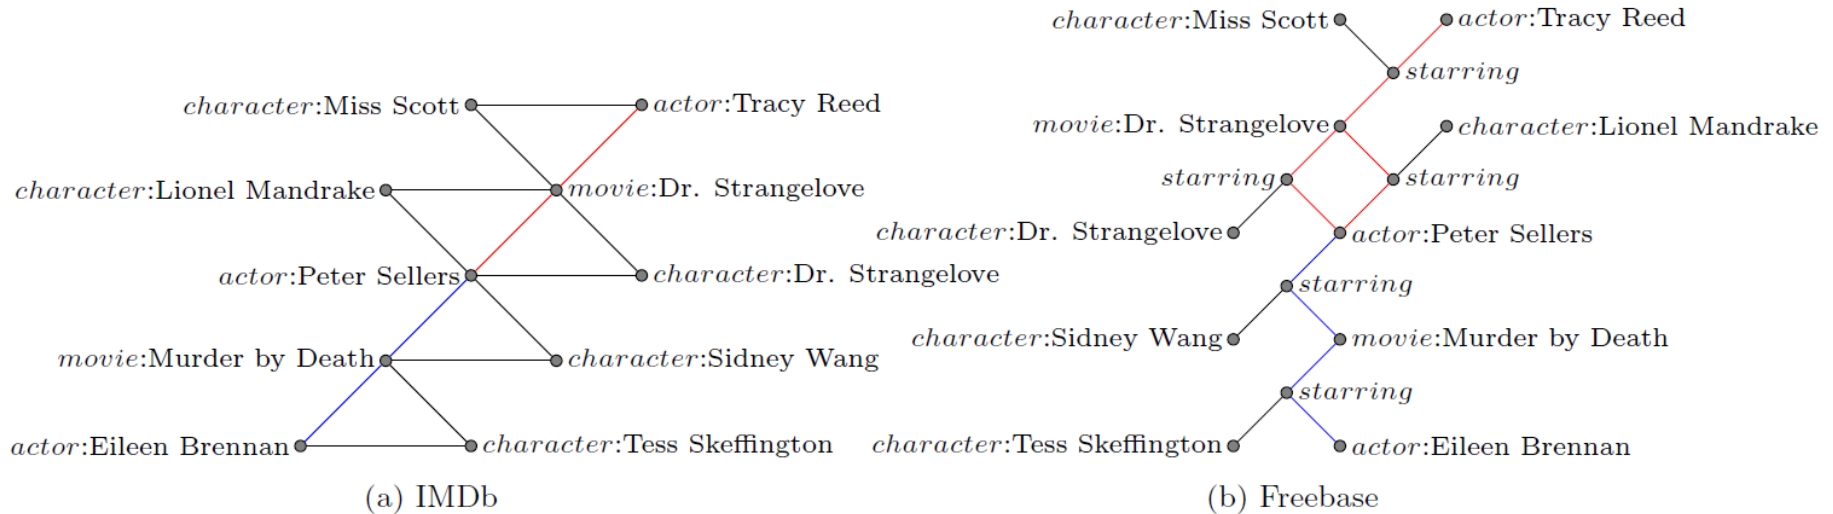 character:Miss Scott
actor:Tracy Reed
character:Lionel Mandrake
movie:Dr. Strangelove
actor:Peter Sellers
character:Dr. Strangelove
movie:Murder by Death
character:Sidney Wang
actor:Eileen Brennan
character:Tess Skeffington
(a) IMDb
character:Miss Scott
actor:Tracy Reed
starring
movie:Dr. Strangelove
character:Lionel Mandrake
starring
starring
character:Dr. Strangelove
actor:Peter Sellers
starring
character:Sidney Wang
movie:Murder by Death
starring
character:Tess Skeffington
actor:Eileen Brennan
(b) Freebase